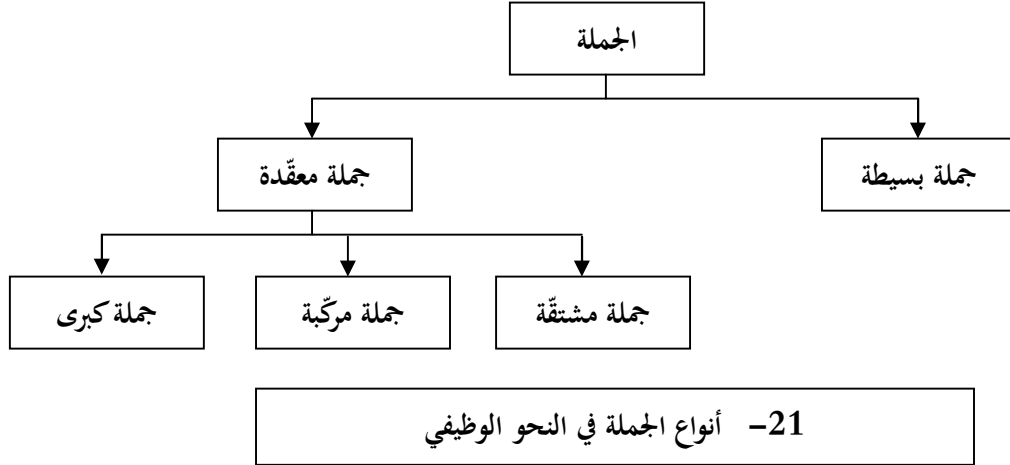 الجملة
جملة بسيطة
جملة معقّدة
جملة مشتقّة
جملة مركّبة
جملة كبرى
21- أنواع الجملة في النحو الوظيفي